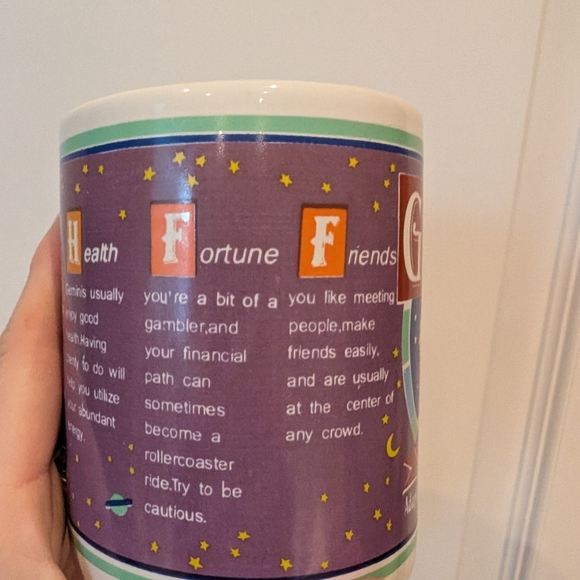 Health
Geminis usually
enjoy good
health.Having
plenty to do will
help you utilize
your abundant
energy.
Fortune
you're a bit of a
gambler,and
your financial
path can
sometimes
become a
rollercoaster
ride.Try to be
cautious.
Friends
you like meeting
people,make
friends easily,
and are usually
at the center of
any crowd.
G